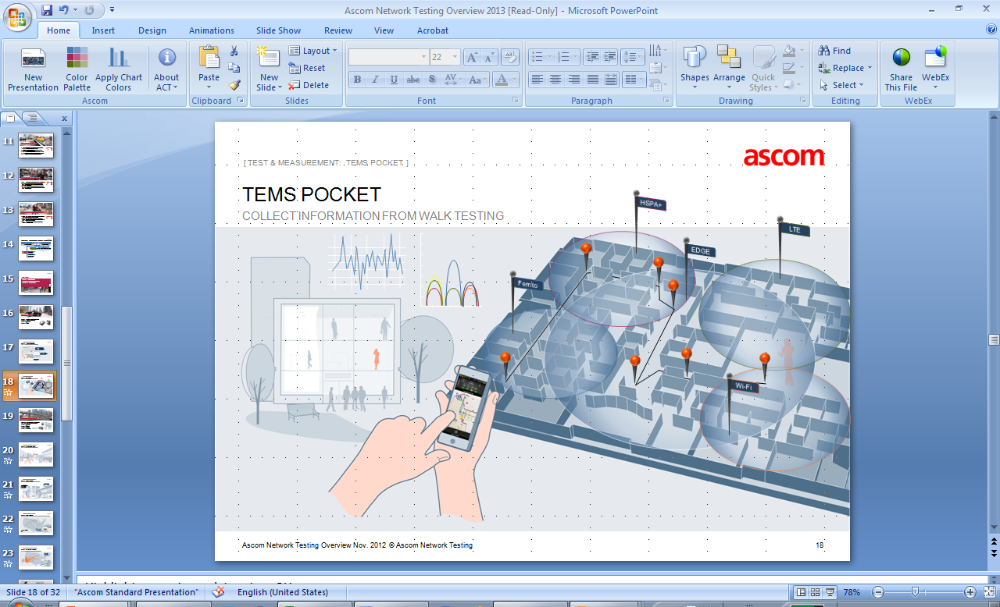 Ascom Network Testing Overview 2013 [Read-Only] - Microsoft PowerPoint
Home Insert Design Animations Slide Show Review View Acrobat
New Presentation
Color Palette
Apply Chart Colors
About ACT
Ascom
Paste
Clipboard
New Slide
Layout
Reset
Delete
Slides
22
B I U abc S AV Aa A
Font
Paragraph
Shapes
Arrange
Quick Styles
Drawing
Find
Replace
Select
Editing
Share This File
WebEx
WebEx
11
12
13
14
15
16
17
18
19
20
21
22
23
[ TEST & MEASUREMENT: TEMS POCKET ]
ascom
TEMS POCKET
COLLECT INFORMATION FROM WALK TESTING
HSPA+
LTE
EDGE
Femto
Wi-Fi
Ascom Network Testing Overview Nov 2012 © Ascom Network Testing
18
Slide 18 of 32
"Ascom Standard Presentation"
English (United States)
78%